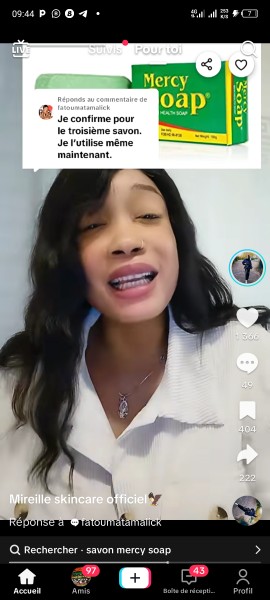 09:44
LIVE
Suivis Pour toi
Mercy
Soap
HEALTH SOAP
Mercy Soap
Réponds au commentaire de
fatoumatamalick
Je confirme pour
le troisième savon.
Je l'utilise même
maintenant.
49
404
222
Mireille skincare officiel
Réponse à fatoumatamalick
Rechercher · savon mercy soap
97
43
Accueil
Amis
Boîte de récepti...
Profil